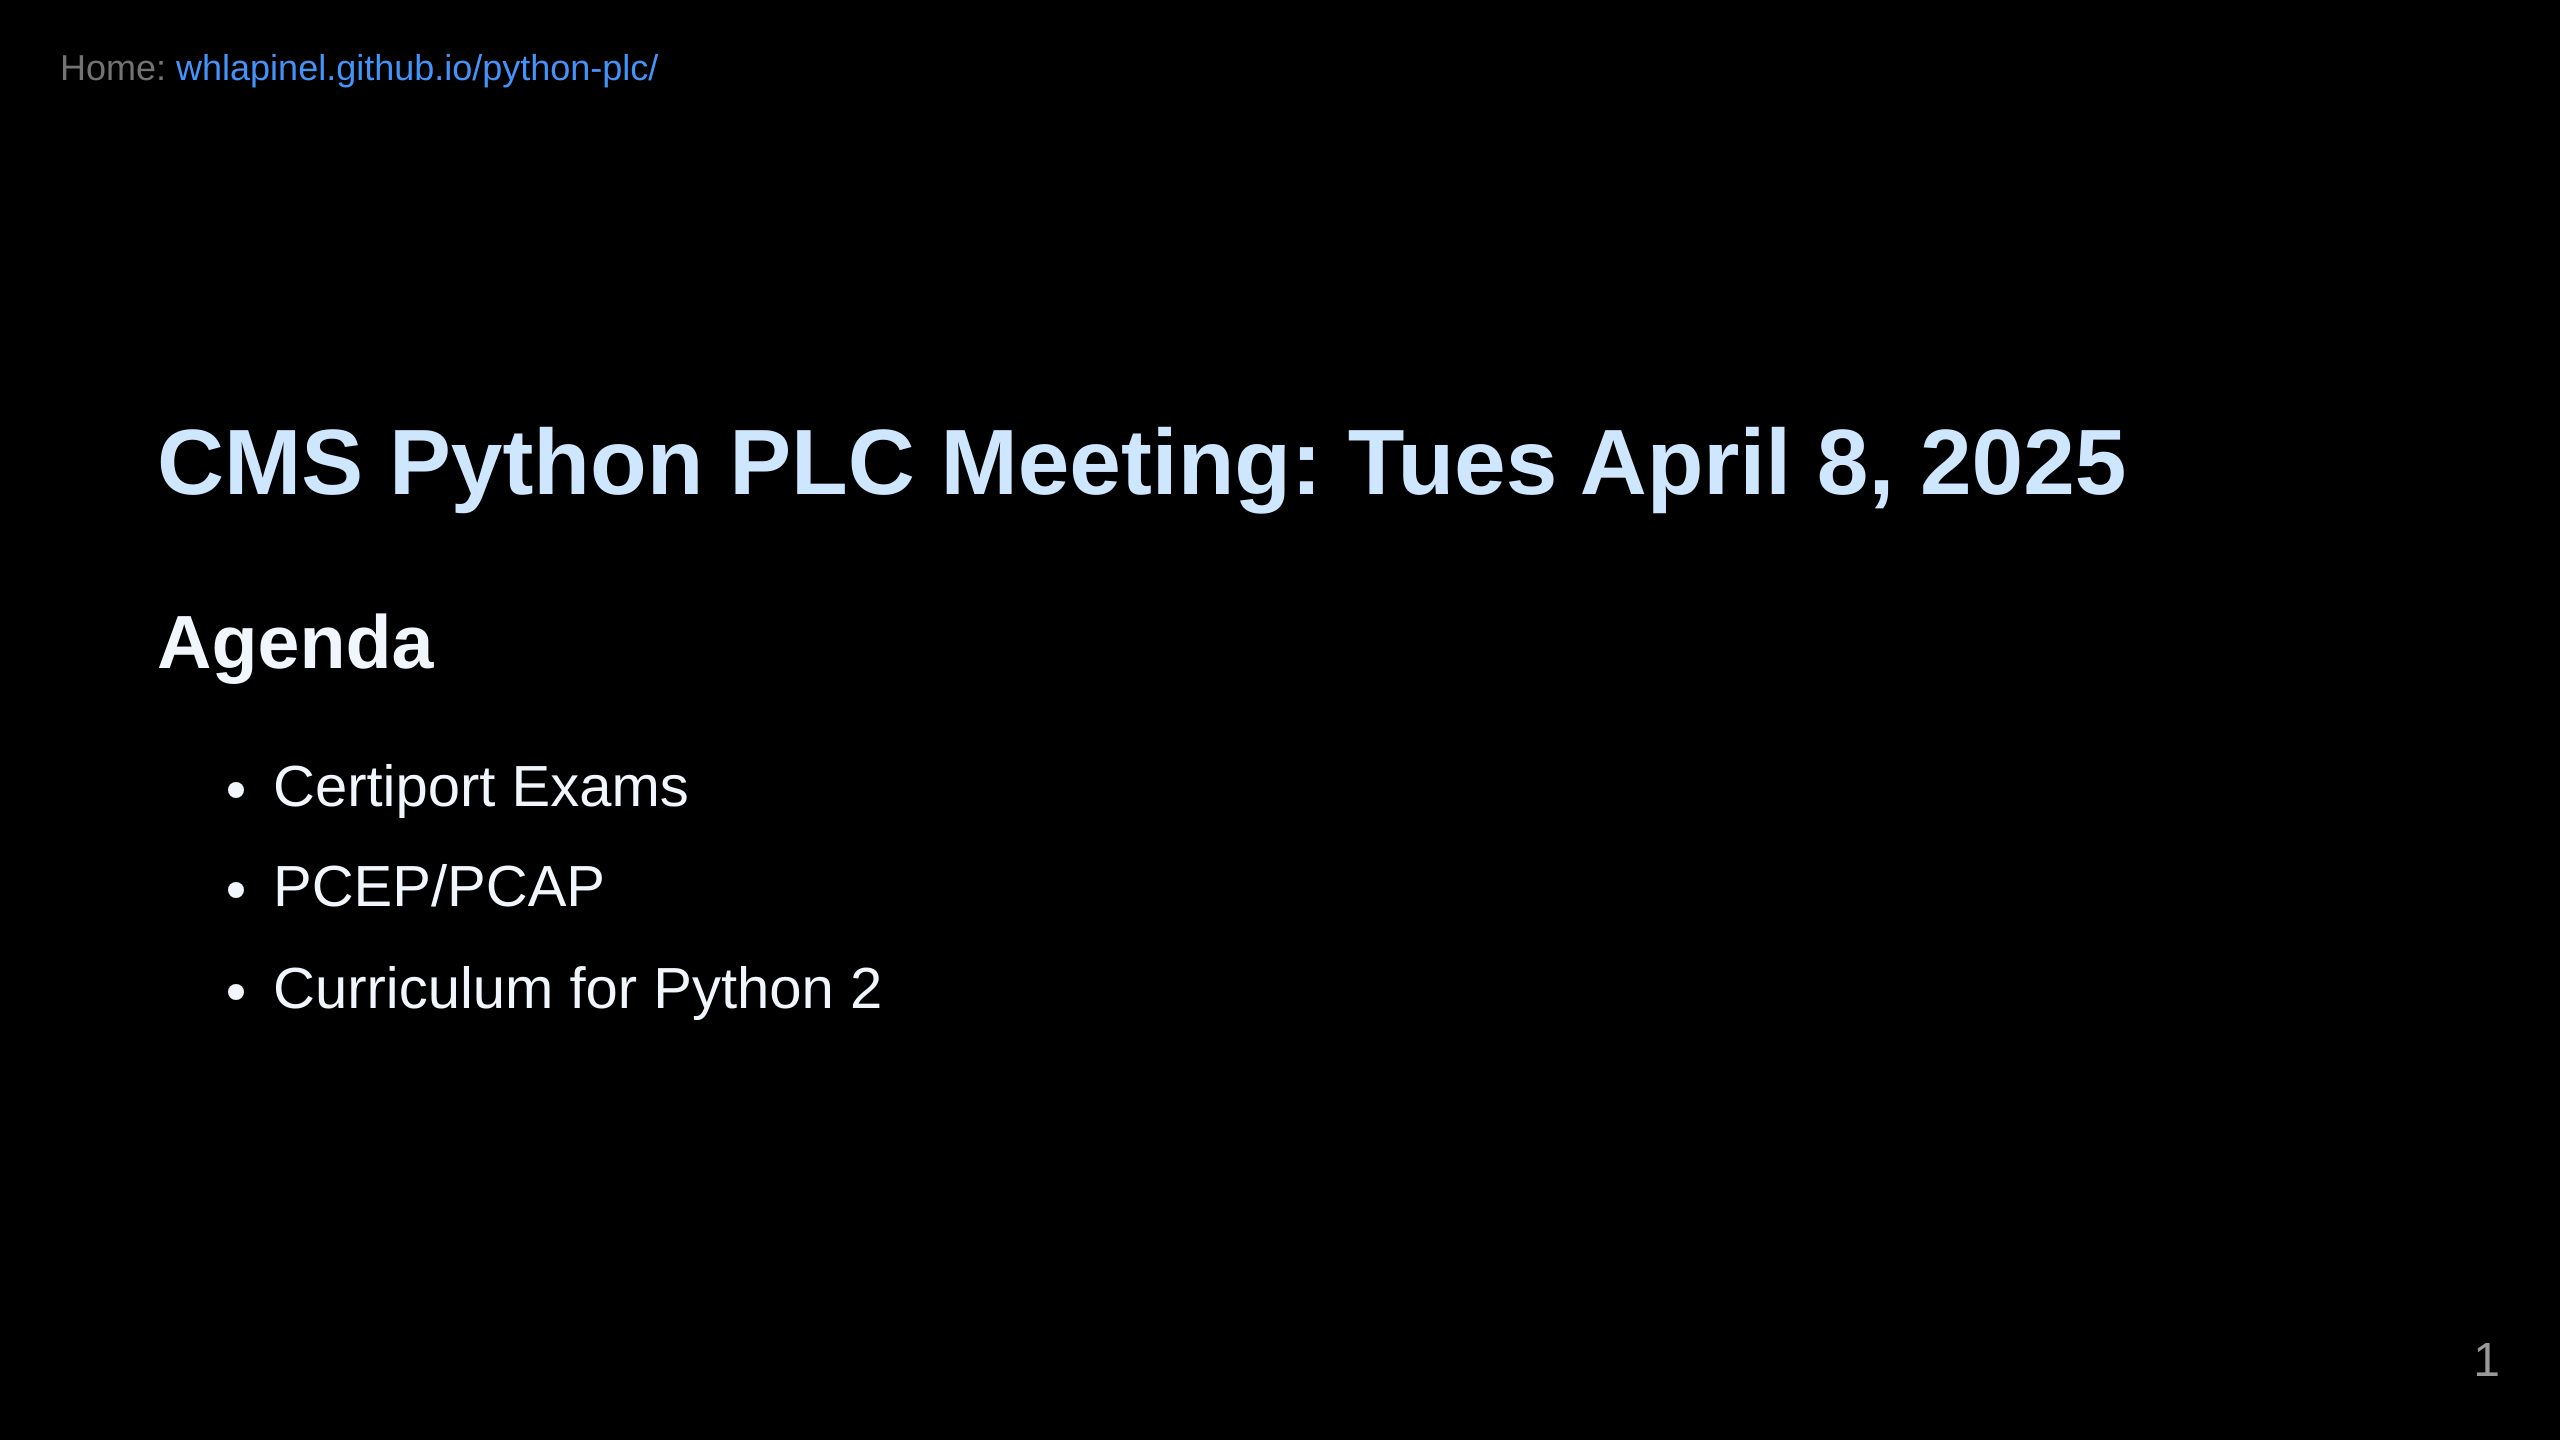 Home: whlapinel.github.io/python-plc/
CMS Python PLC Meeting: Tues April 8, 2025
Agenda
• Certiport Exams
• PCEP/PCAP
• Curriculum for Python 2
1